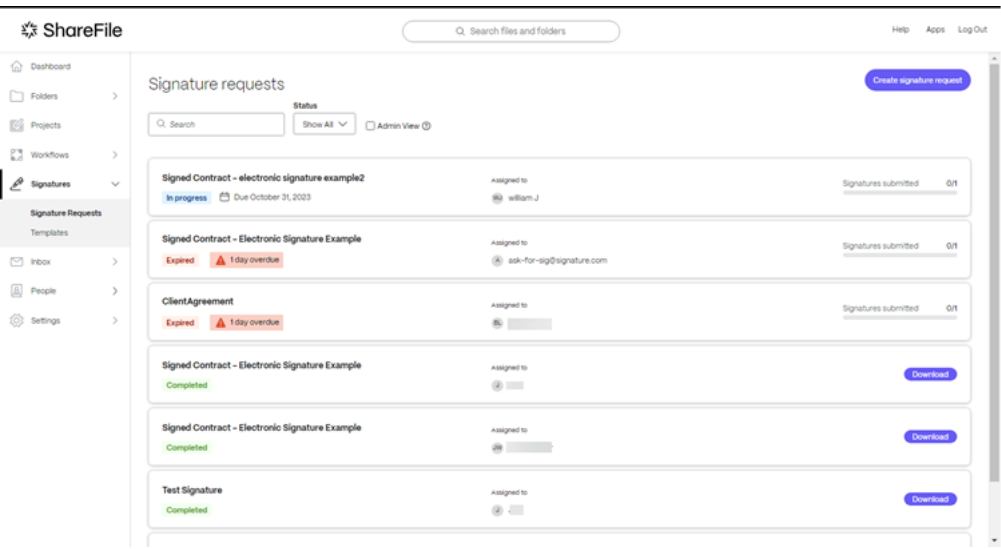 ShareFile
Search files and folders
Help Apps Log Out
Dashboard
Folders
Projects
Workflows
Signatures
Signature Requests
Templates
Inbox
People
Settings
Signature requests
Create signature request
Status
Search
Show All
Admin View
Signed Contract - electronic signature example2
In progress Due October 31, 2023
Assigned to
william J
Signatures submitted 0/1
Signed Contract - Electronic Signature Example
Expired 1 day overdue
Assigned to
A ask-for-sig@signature.com
Signatures submitted 0/1
ClientAgreement
Expired 1 day overdue
Assigned to
BL
Signatures submitted 0/1
Signed Contract - Electronic Signature Example
Completed
Assigned to
J
Download
Signed Contract - Electronic Signature Example
Completed
Assigned to
JW
Download
Test Signature
Completed
Assigned to
J
Download